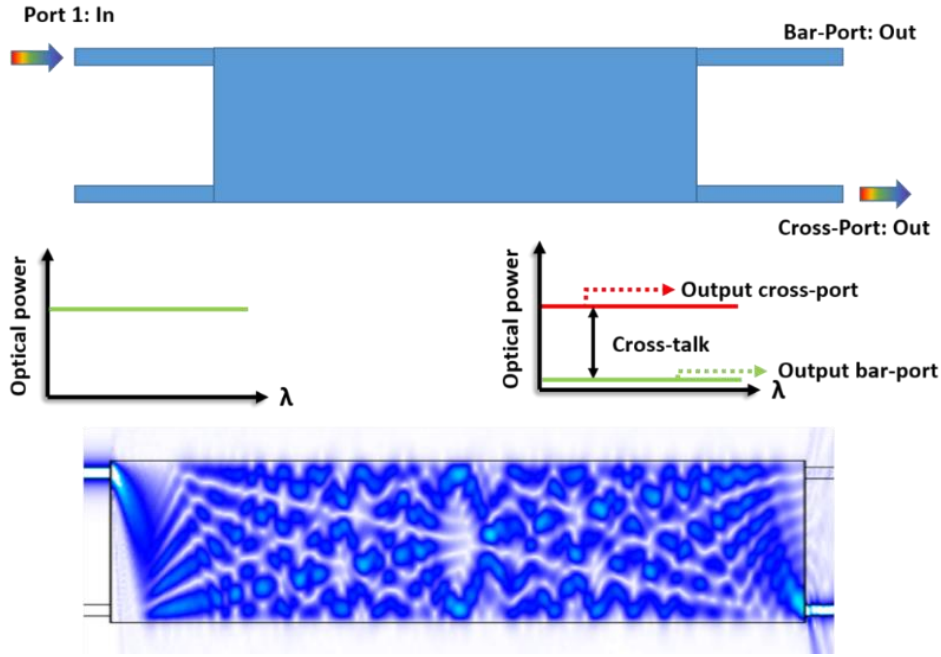 Port 1: In
Bar-Port: Out
Cross-Port: Out
Optical power
λ
Optical power
Output cross-port
Cross-talk
Output bar-port
λ